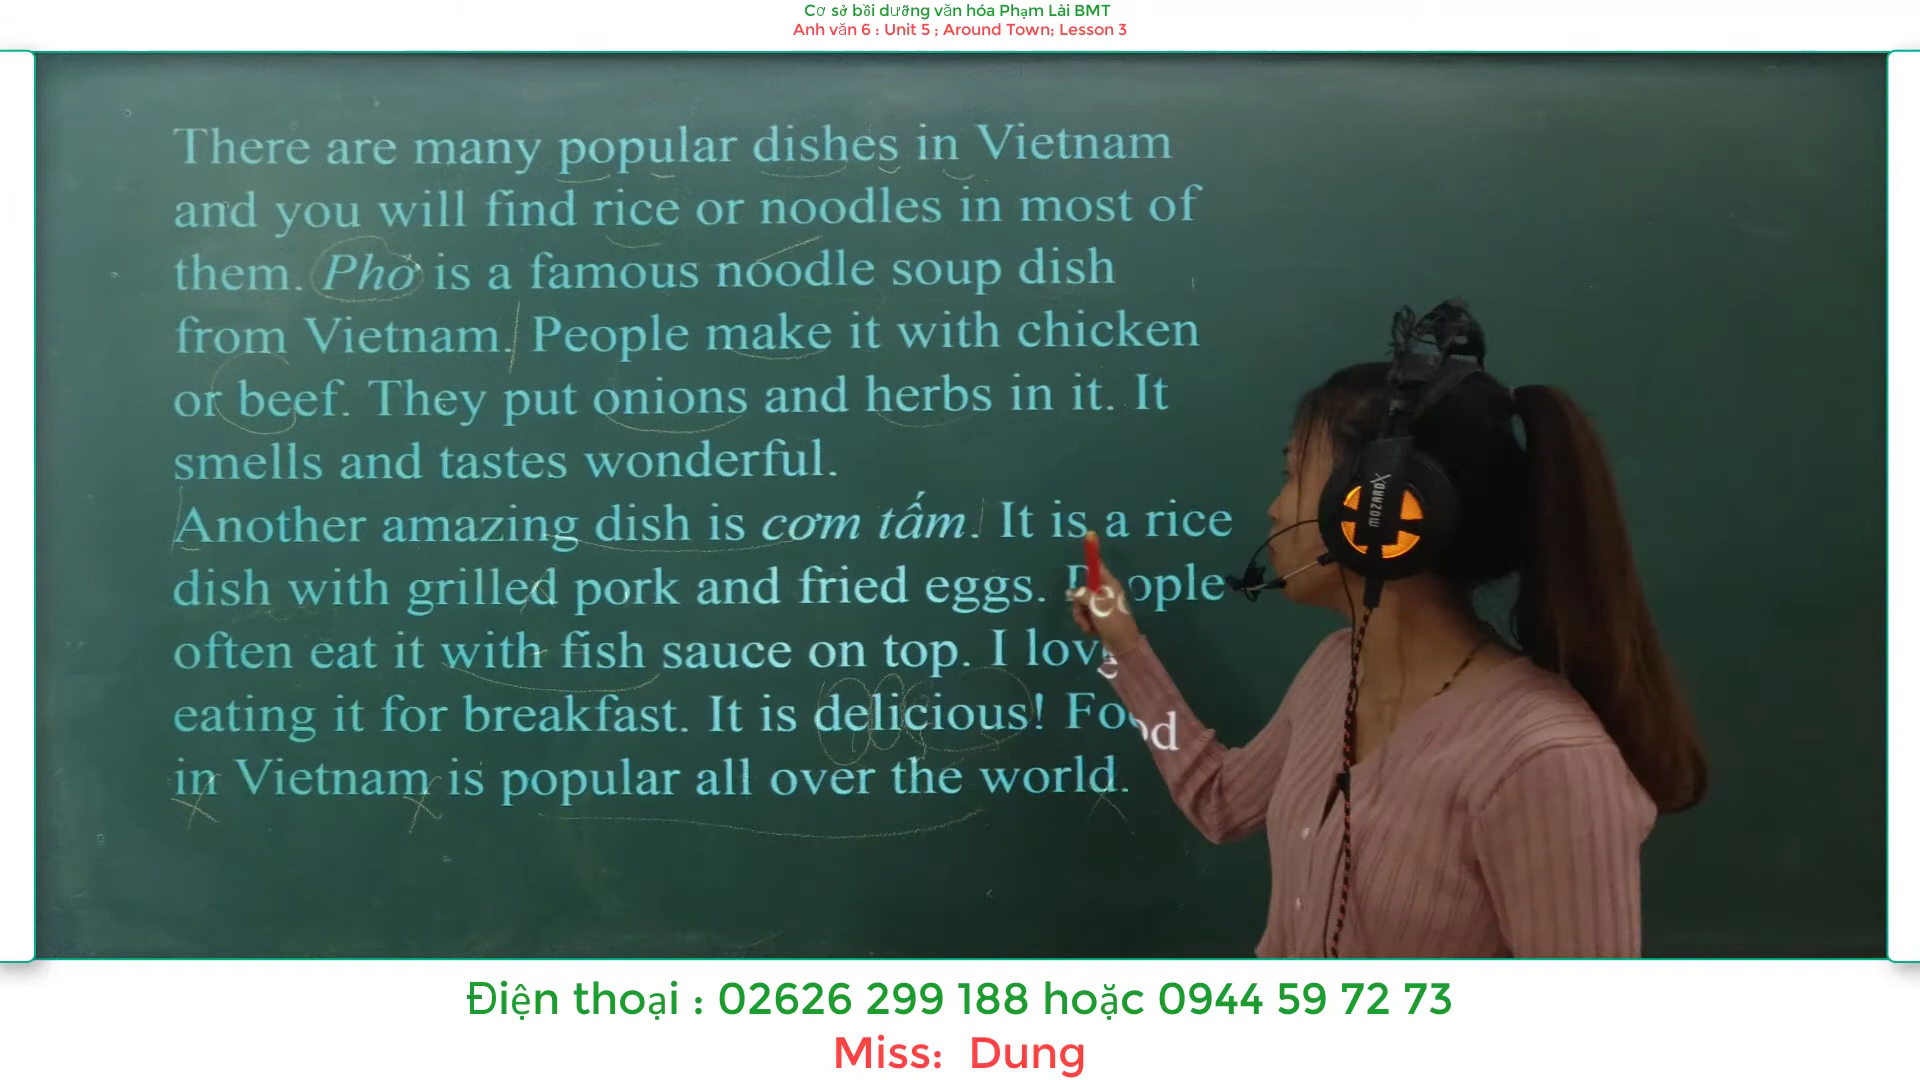 Cơ sở bồi dưỡng văn hóa Phạm Lài BMT
Anh văn 6 : Unit 5 ; Around Town; Lesson 3
There are many popular dishes in Vietnam
and you will find rice or noodles in most of
them. Phở is a famous noodle soup dish
from Vietnam. People make it with chicken
or beef. They put onions and herbs in it. It
smells and tastes wonderful.
Another amazing dish is cơm tấm. It is a rice
dish with grilled pork and fried eggs. People
often eat it with fish sauce on top. I love
eating it for breakfast. It is delicious! Food
in Vietnam is popular all over the world.
MOZARDX
Điện thoại : 02626 299 188 hoặc 0944 59 72 73
Miss: Dung